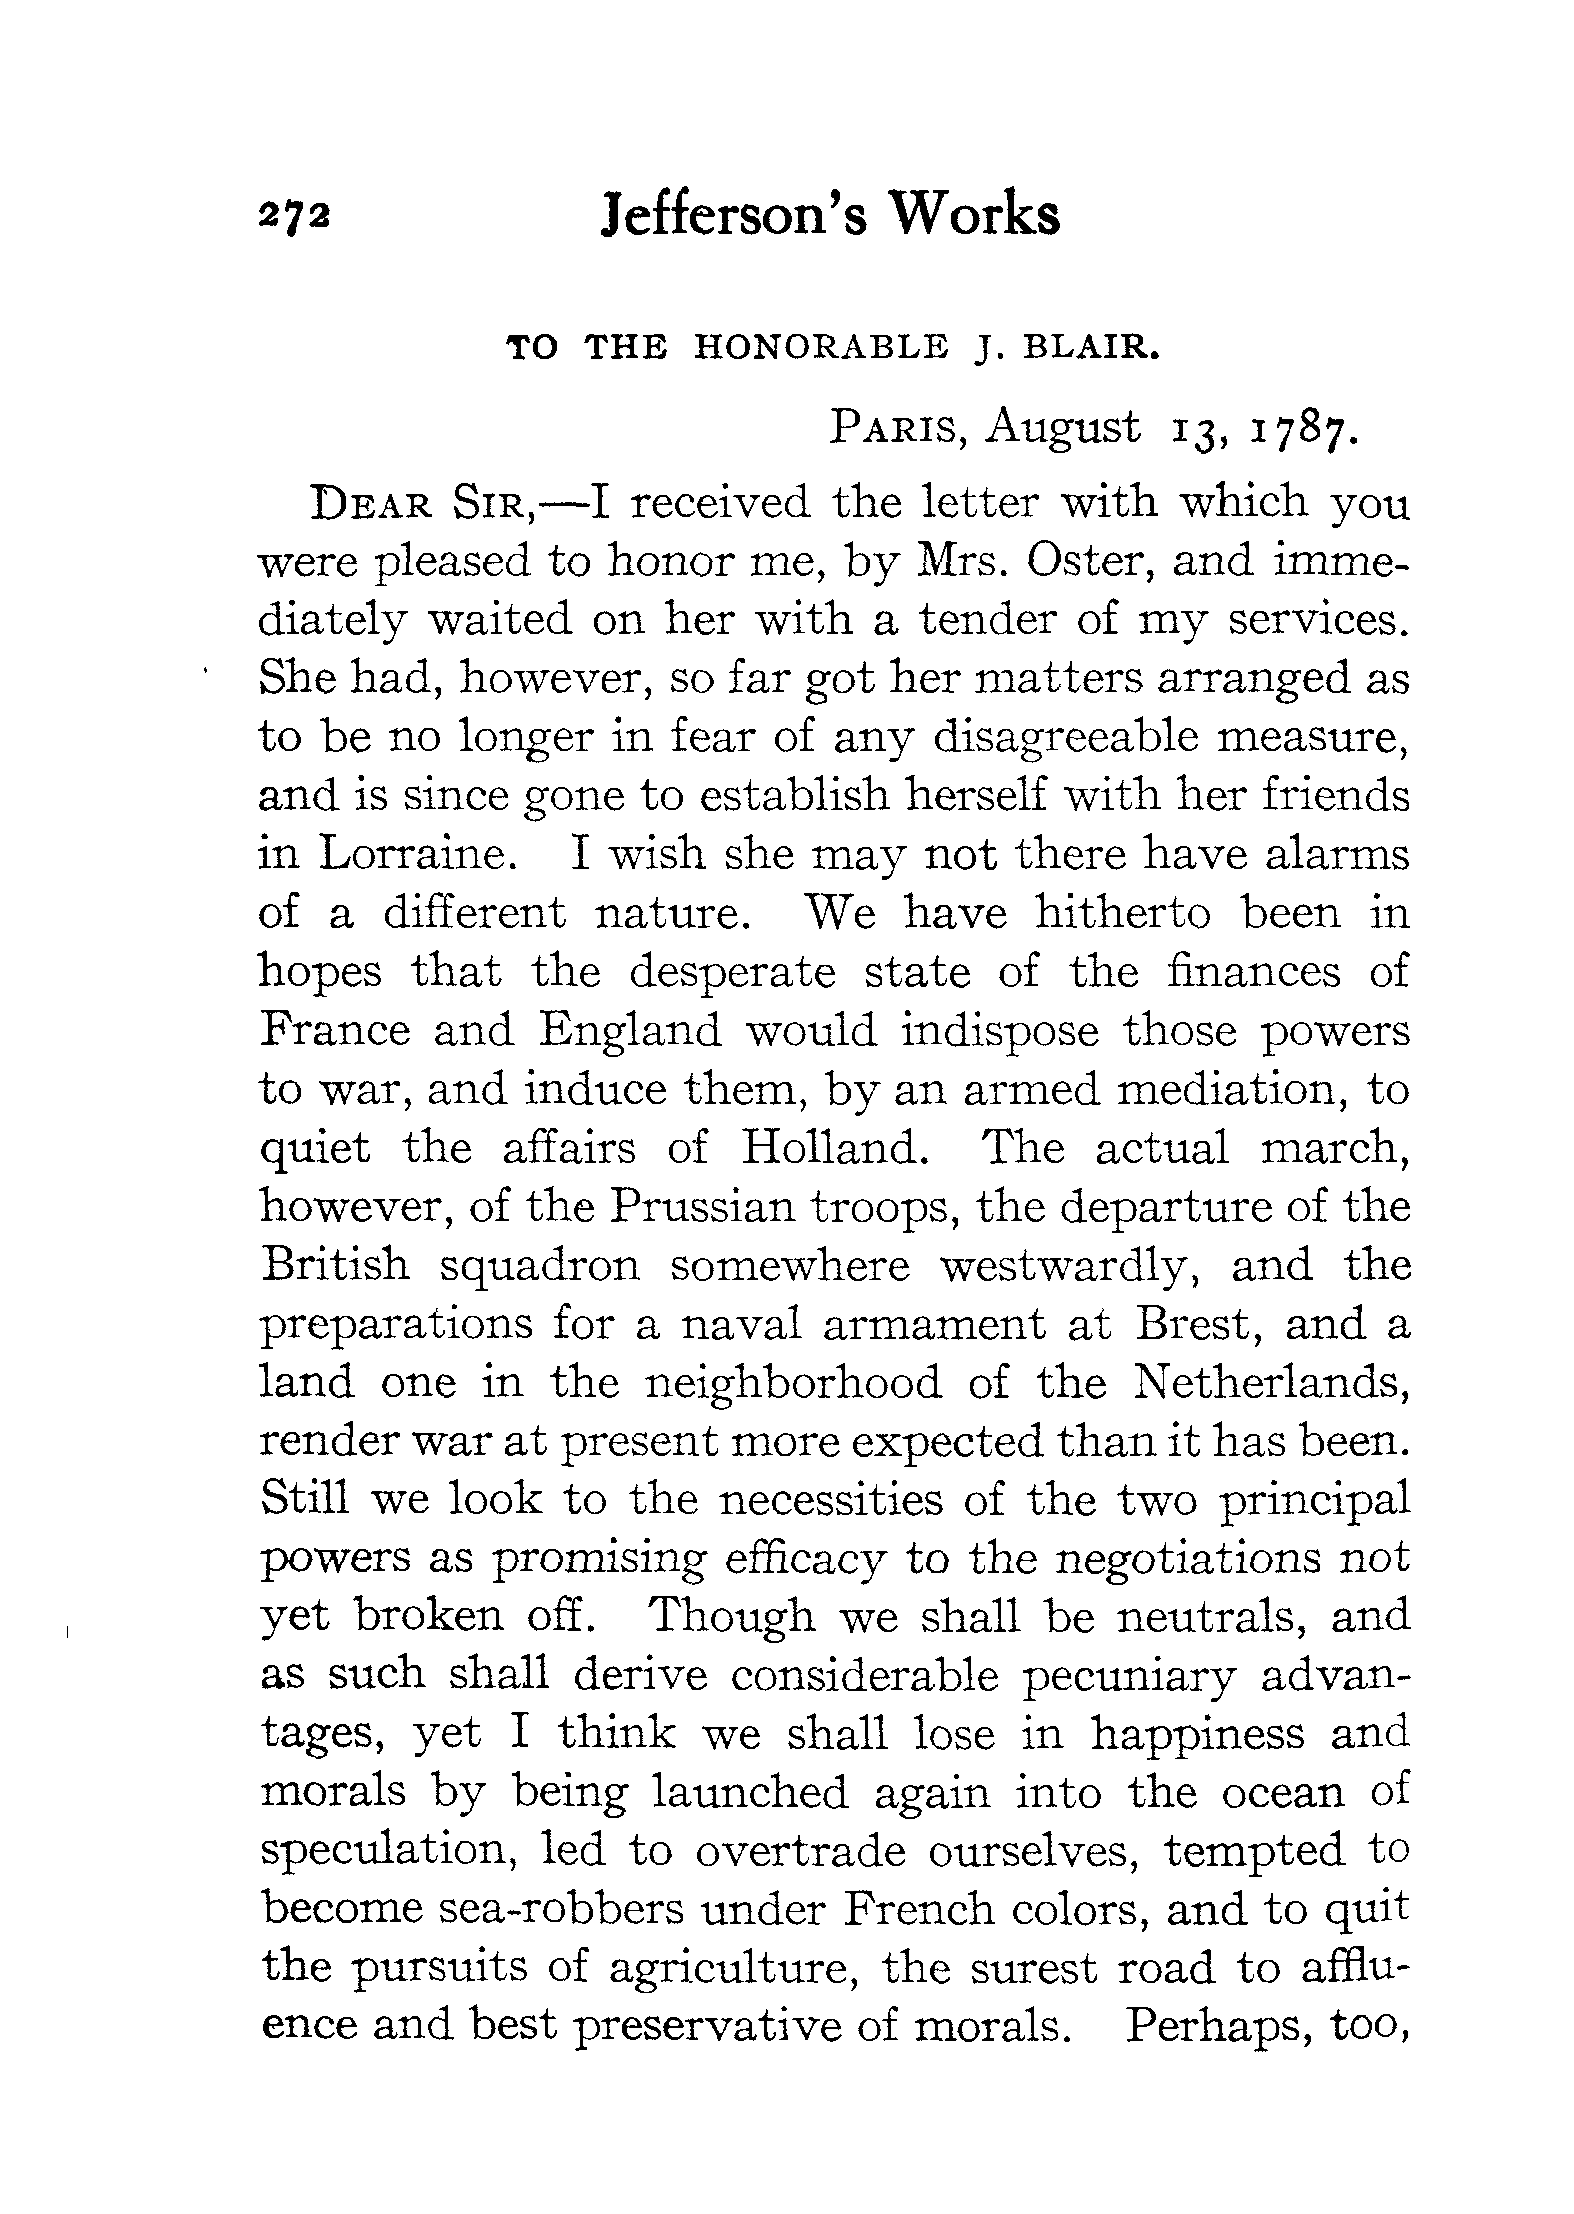 272 Jefferson's Works
TO THE HONORABLE J. BLAIR.
PARIS, August 13, 1787.
DEAR SIR,—I received the letter with which you
were pleased to honor me, by Mrs. Oster, and imme-
diately waited on her with a tender of my services.
She had, however, so far got her matters arranged as
to be no longer in fear of any disagreeable measure,
and is since gone to establish herself with her friends
in Lorraine. I wish she may not there have alarms
of a different nature. We have hitherto been in
hopes that the desperate state of the finances of
France and England would indispose those powers
to war, and induce them, by an armed mediation, to
quiet the affairs of Holland. The actual march,
however, of the Prussian troops, the departure of the
British squadron somewhere westwardly, and the
preparations for a naval armament at Brest, and a
land one in the neighborhood of the Netherlands,
render war at present more expected than it has been.
Still we look to the necessities of the two principal
powers as promising efficacy to the negotiations not
yet broken off. Though we shall be neutrals, and
as such shall derive considerable pecuniary advan-
tages, yet I think we shall lose in happiness and
morals by being launched again into the ocean of
speculation, led to overtrade ourselves, tempted to
become sea-robbers under French colors, and to quit
the pursuits of agriculture, the surest road to afflu-
ence and best preservative of morals. Perhaps, too,